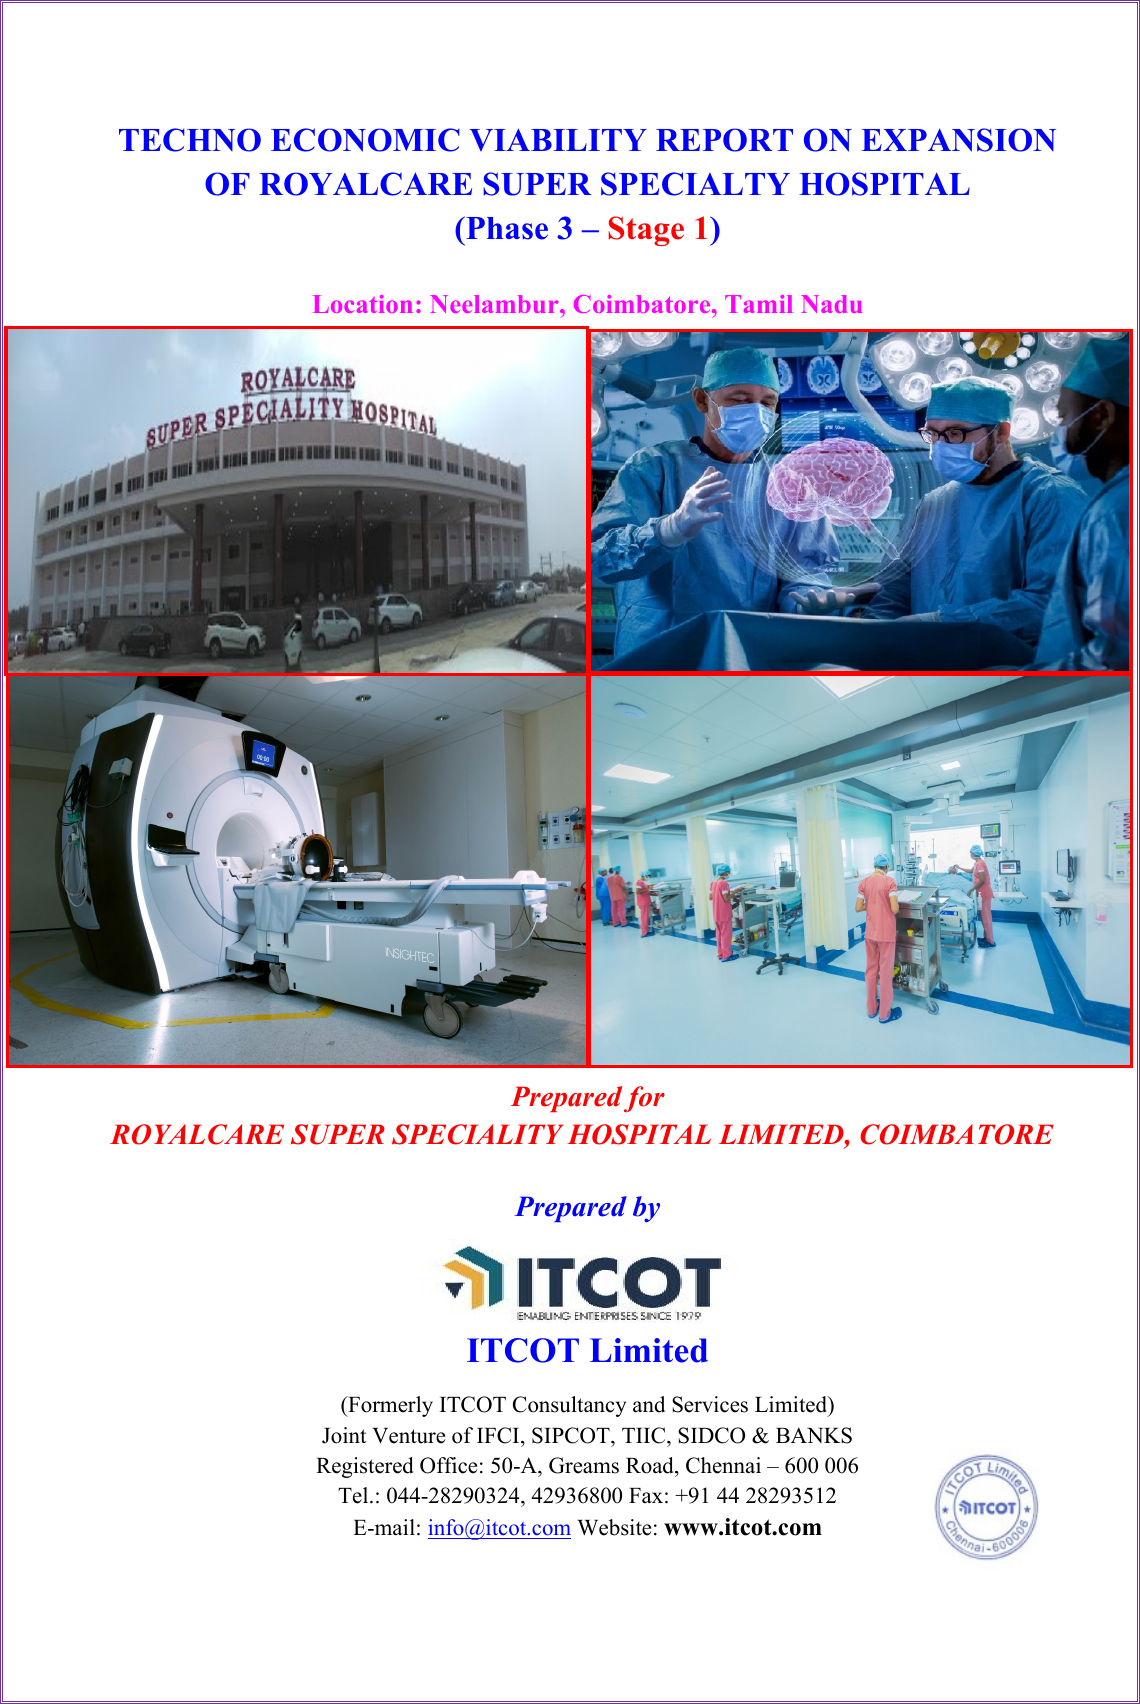 TECHNO ECONOMIC VIABILITY REPORT ON EXPANSION
OF ROYALCARE SUPER SPECIALTY HOSPITAL
(Phase 3 – Stage 1)
Location: Neelambur, Coimbatore, Tamil Nadu
ROYALCARE
SUPER SPECIALITY HOSPITAL
00:00
INSIGHTEC
Prepared for
ROYALCARE SUPER SPECIALITY HOSPITAL LIMITED, COIMBATORE
Prepared by
ITCOT
ENABLING ENTERPRISES SINCE 1979
ITCOT Limited
(Formerly ITCOT Consultancy and Services Limited)
Joint Venture of IFCI, SIPCOT, TIIC, SIDCO & BANKS
Registered Office: 50-A, Greams Road, Chennai – 600 006
Tel.: 044-28290324, 42936800 Fax: +91 44 28293512
E-mail: info@itcot.com Website: www.itcot.com
ITCOT Limited
ITCOT
Chennai-600006